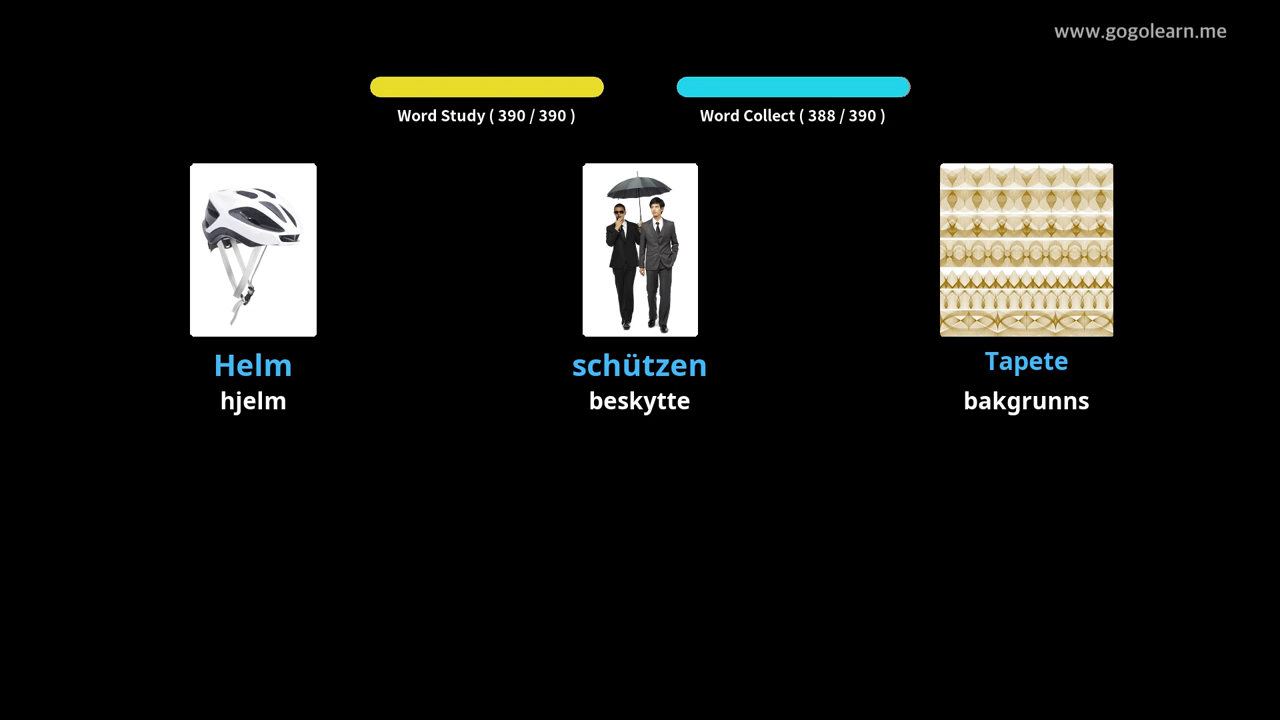 www.gogolearn.me
Word Study ( 390 / 390 )
Word Collect ( 388 / 390 )
Helm
schützen
Tapete
hjelm
beskytte
bakgrunns